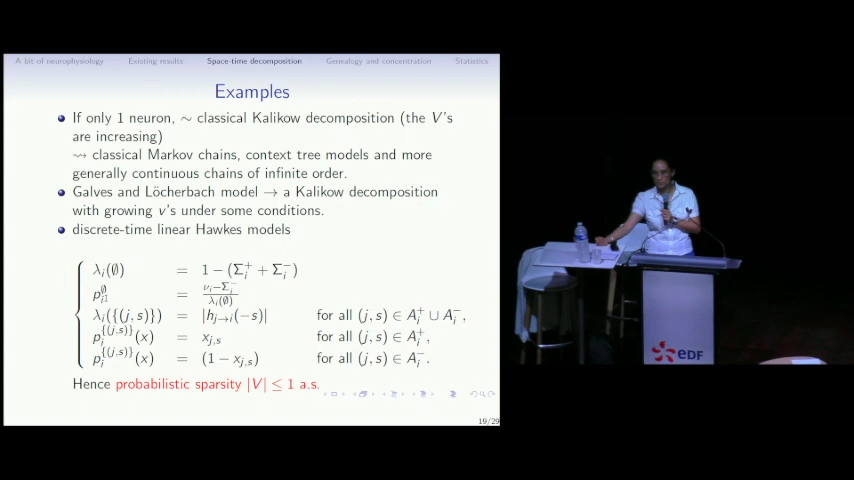 A bit of neurophysiology Existing results Space-time decomposition Genealogy and concentration Statistics
Examples
If only 1 neuron, ∼ classical Kalikow decomposition (the V's
are increasing)
⇝ classical Markov chains, context tree models and more
generally continuous chains of infinite order.
Galves and Löcherbach model → a Kalikow decomposition
with growing v's under some conditions.
discrete-time linear Hawkes models
λ_i(∅) = 1 − (Σ_i^+ + Σ_i^−)
p_i^∅ = (ν_i − Σ_i^−) / λ_i(∅)
λ_i({(j, s)}) = |h_{j→i}(−s)| for all (j, s) ∈ A_i^+ ∪ A_i^−,
p_i^{{(j,s)}}(x) = x_{j,s} for all (j, s) ∈ A_i^+,
p_i^{{(j,s)}}(x) = (1 − x_{j,s}) for all (j, s) ∈ A_i^−.
Hence probabilistic sparsity |V| ≤ 1 a.s.
19/29
eDF